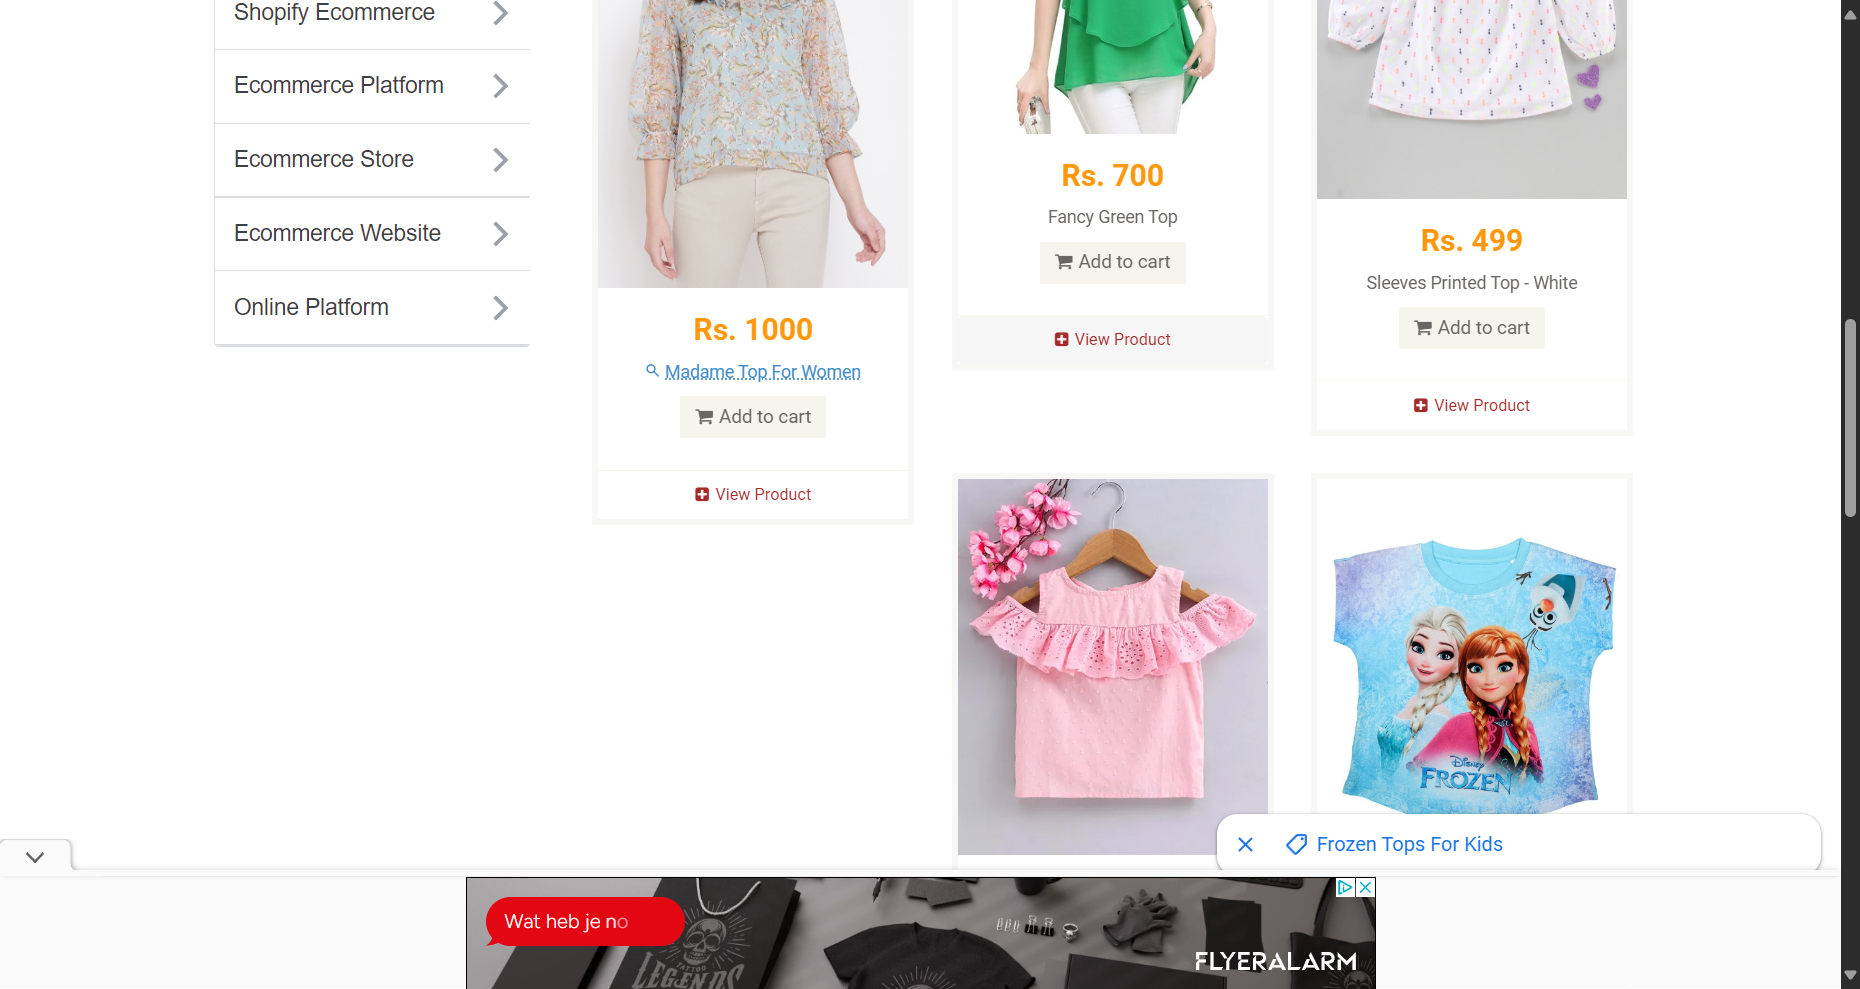 Shopify Ecommerce
Ecommerce Platform
Ecommerce Store
Ecommerce Website
Online Platform
Rs. 1000
Madame Top For Women
Add to cart
View Product
Rs. 700
Fancy Green Top
Add to cart
View Product
Rs. 499
Sleeves Printed Top - White
Add to cart
View Product
Disney
FROZEN
Frozen Tops For Kids
Wat heb je no
TATTOO
LEGENDS
FLYERALARM